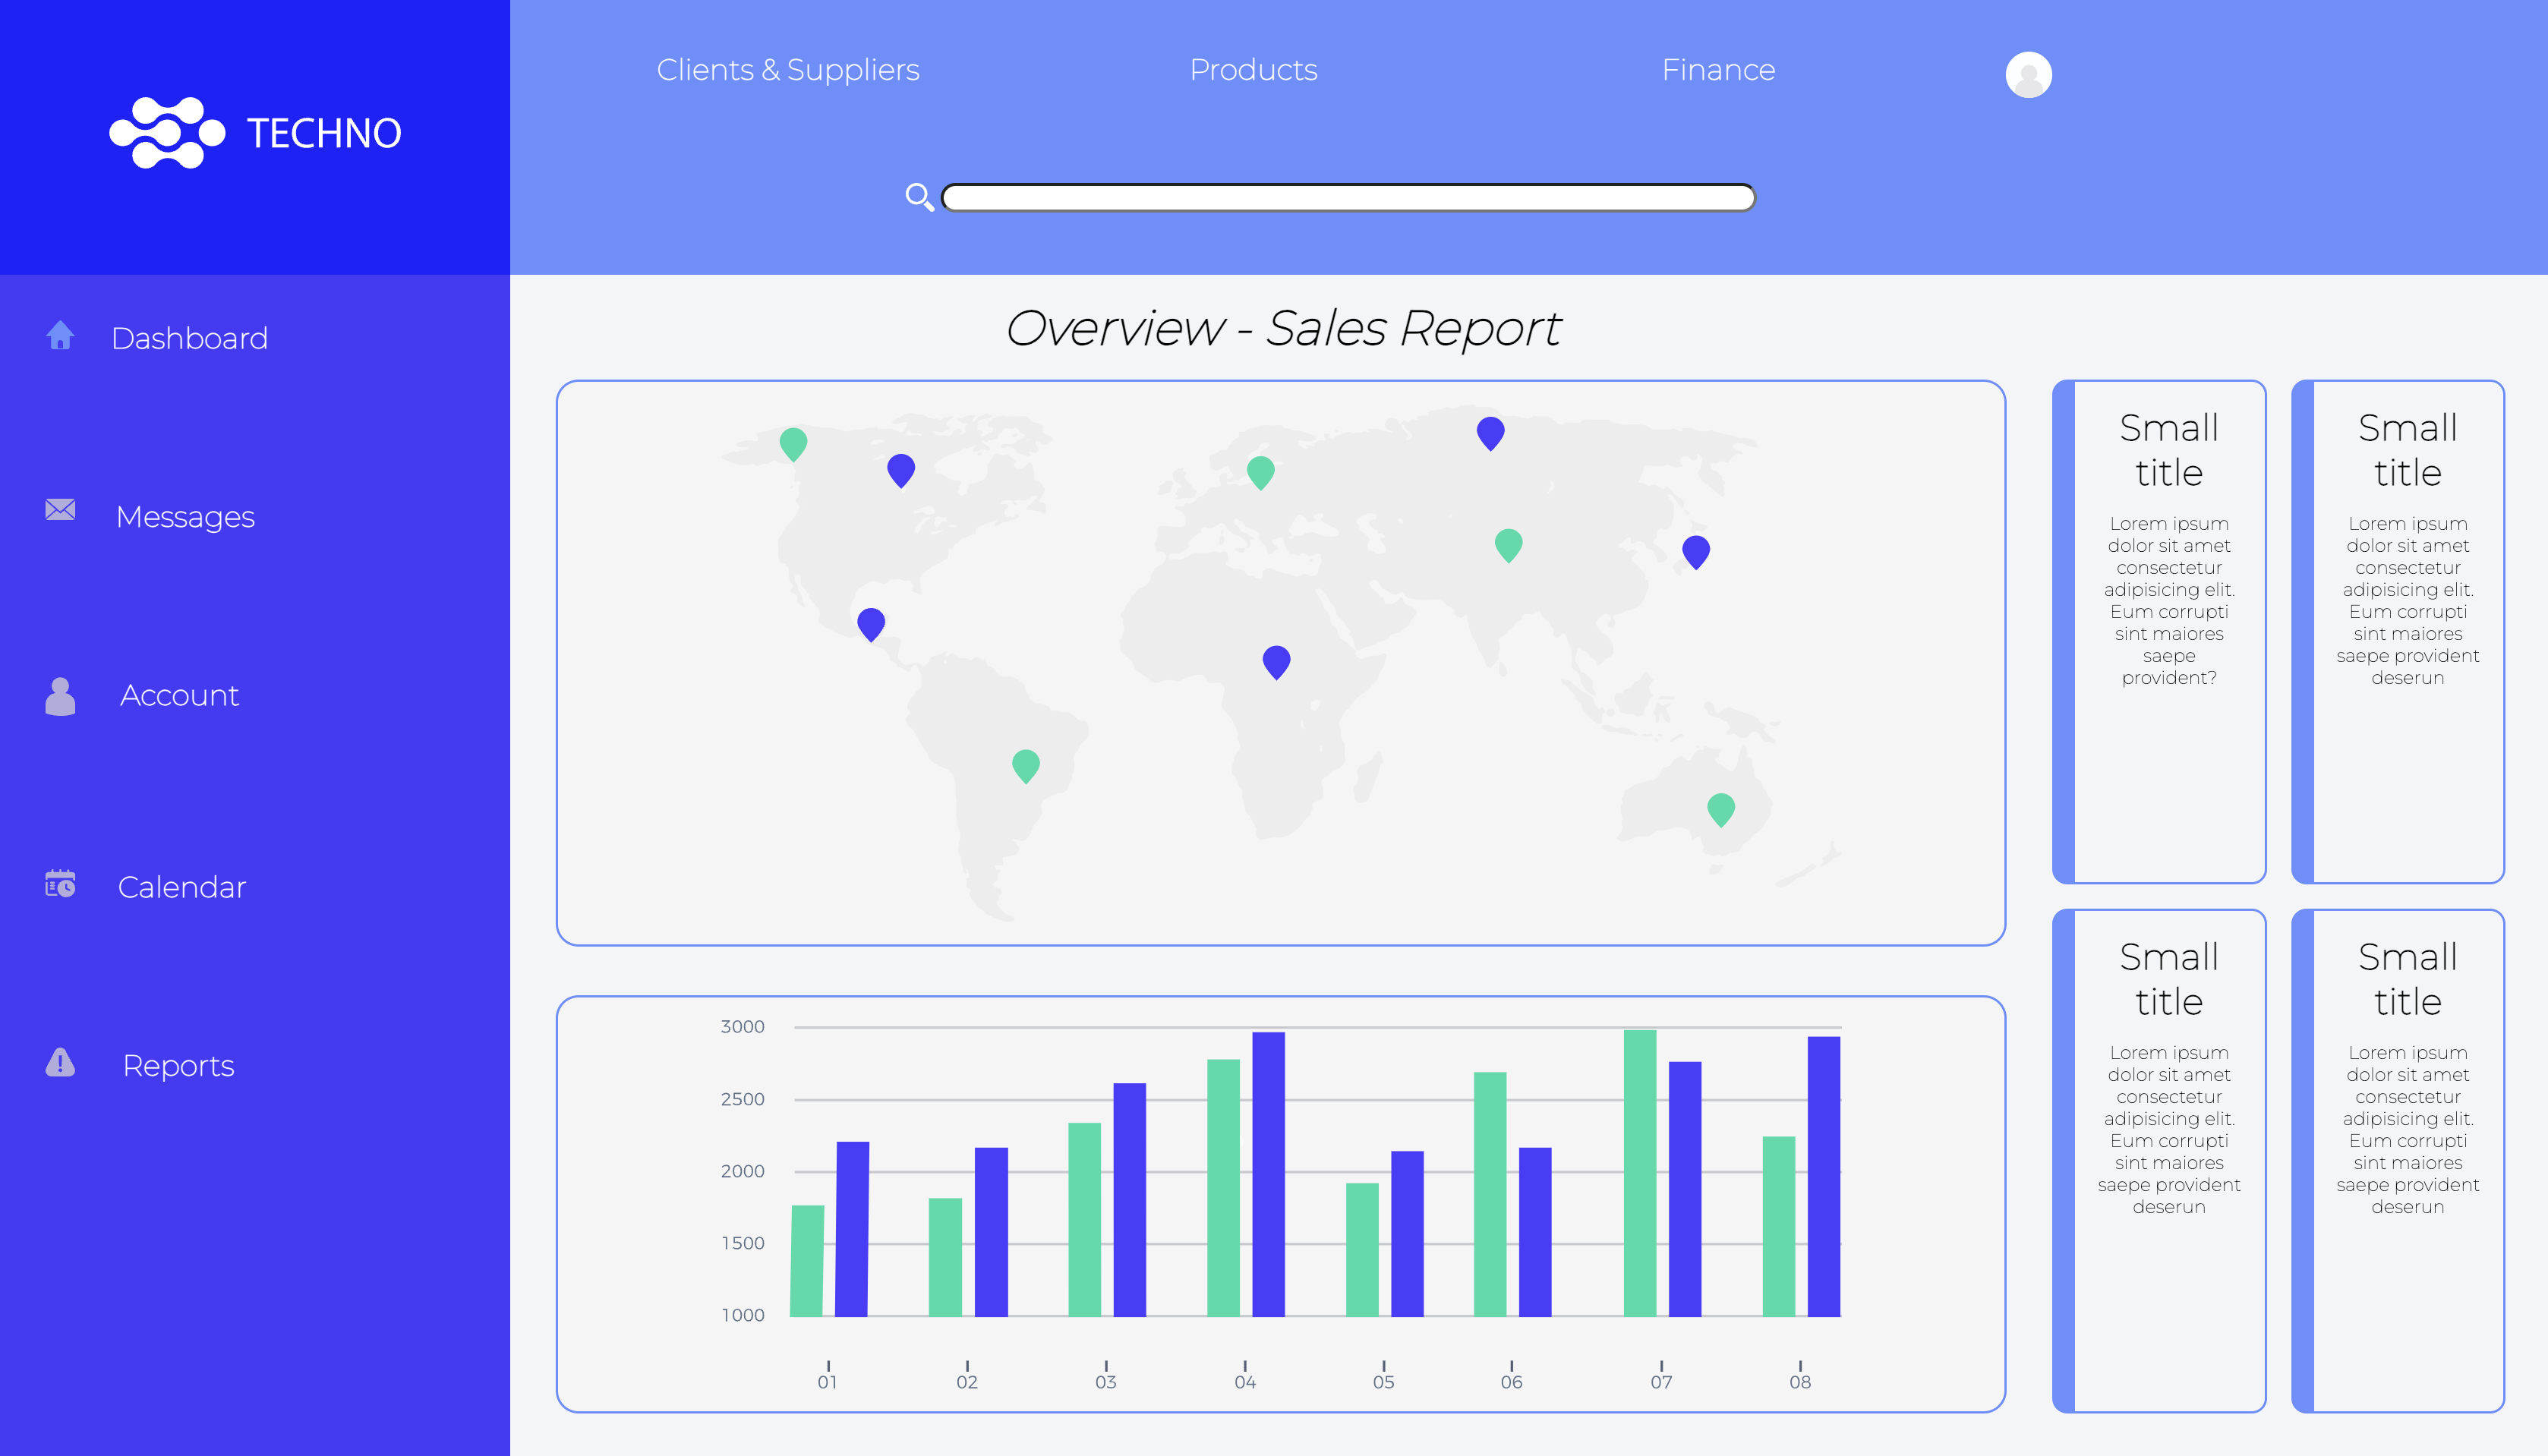 TECHNO
Clients & Suppliers
Products
Finance
Dashboard
Messages
Account
Calendar
Reports
Overview - Sales Report
Small
title
Lorem ipsum
dolor sit amet
consectetur
adipisicing elit.
Eum corrupti
sint maiores
saepe
provident?
Small
title
Lorem ipsum
dolor sit amet
consectetur
adipisicing elit.
Eum corrupti
sint maiores
saepe provident
deserun
3000
2500
2000
1500
1000
01
02
03
04
05
06
07
08
Small
title
Lorem ipsum
dolor sit amet
consectetur
adipisicing elit.
Eum corrupti
sint maiores
saepe provident
deserun
Small
title
Lorem ipsum
dolor sit amet
consectetur
adipisicing elit.
Eum corrupti
sint maiores
saepe provident
deserun